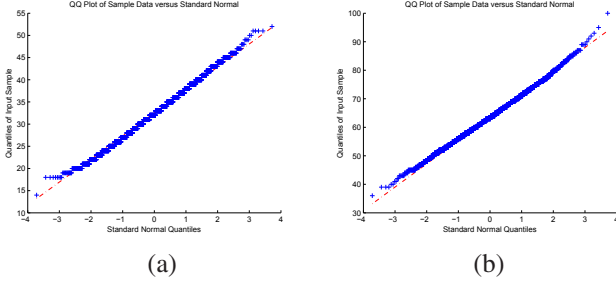 QQ Plot of Sample Data versus Standard Normal
55
50
45
40
35
30
25
20
15
10
Quantiles of Input Sample
−4 −3 −2 −1 0 1 2 3 4
Standard Normal Quantiles
(a)
QQ Plot of Sample Data versus Standard Normal
100
90
80
70
60
50
40
30
Quantiles of Input Sample
−4 −3 −2 −1 0 1 2 3 4
Standard Normal Quantiles
(b)